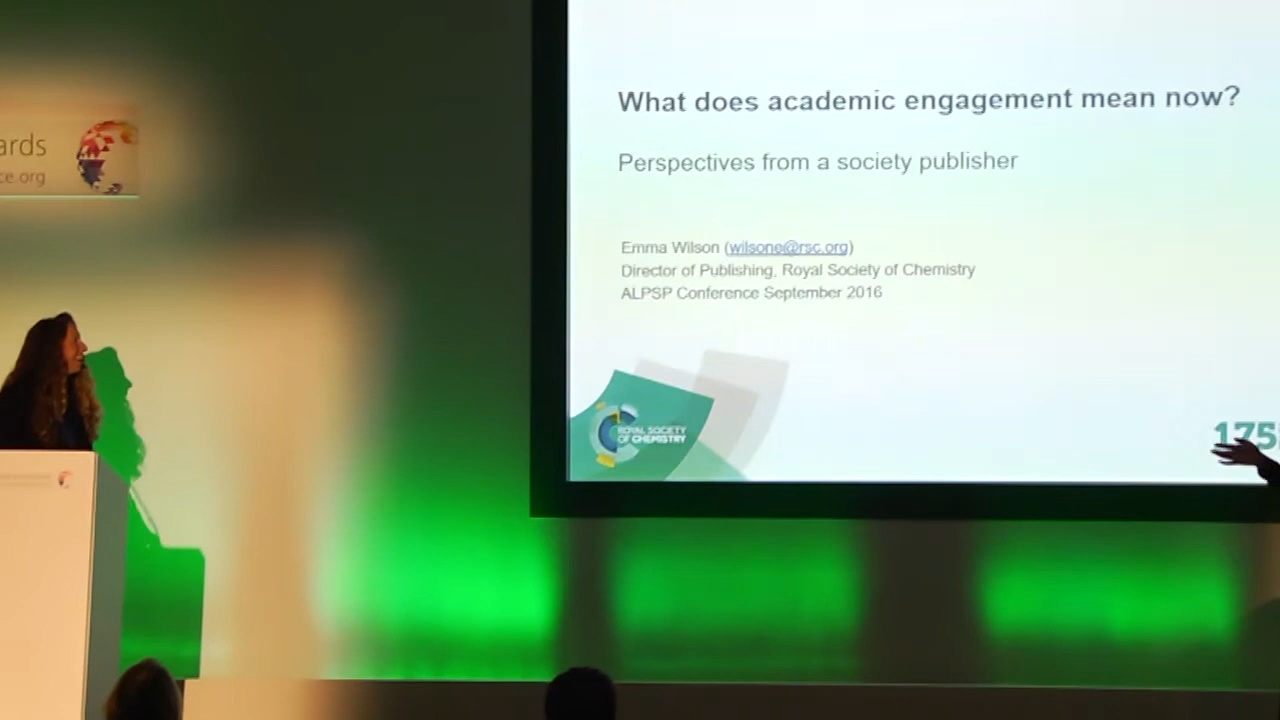 ards
ce.org
What does academic engagement mean now?
Perspectives from a society publisher
Emma Wilson (wilsone@rsc.org)
Director of Publishing, Royal Society of Chemistry
ALPSP Conference September 2016
ROYAL SOCIETY
OF CHEMISTRY
175